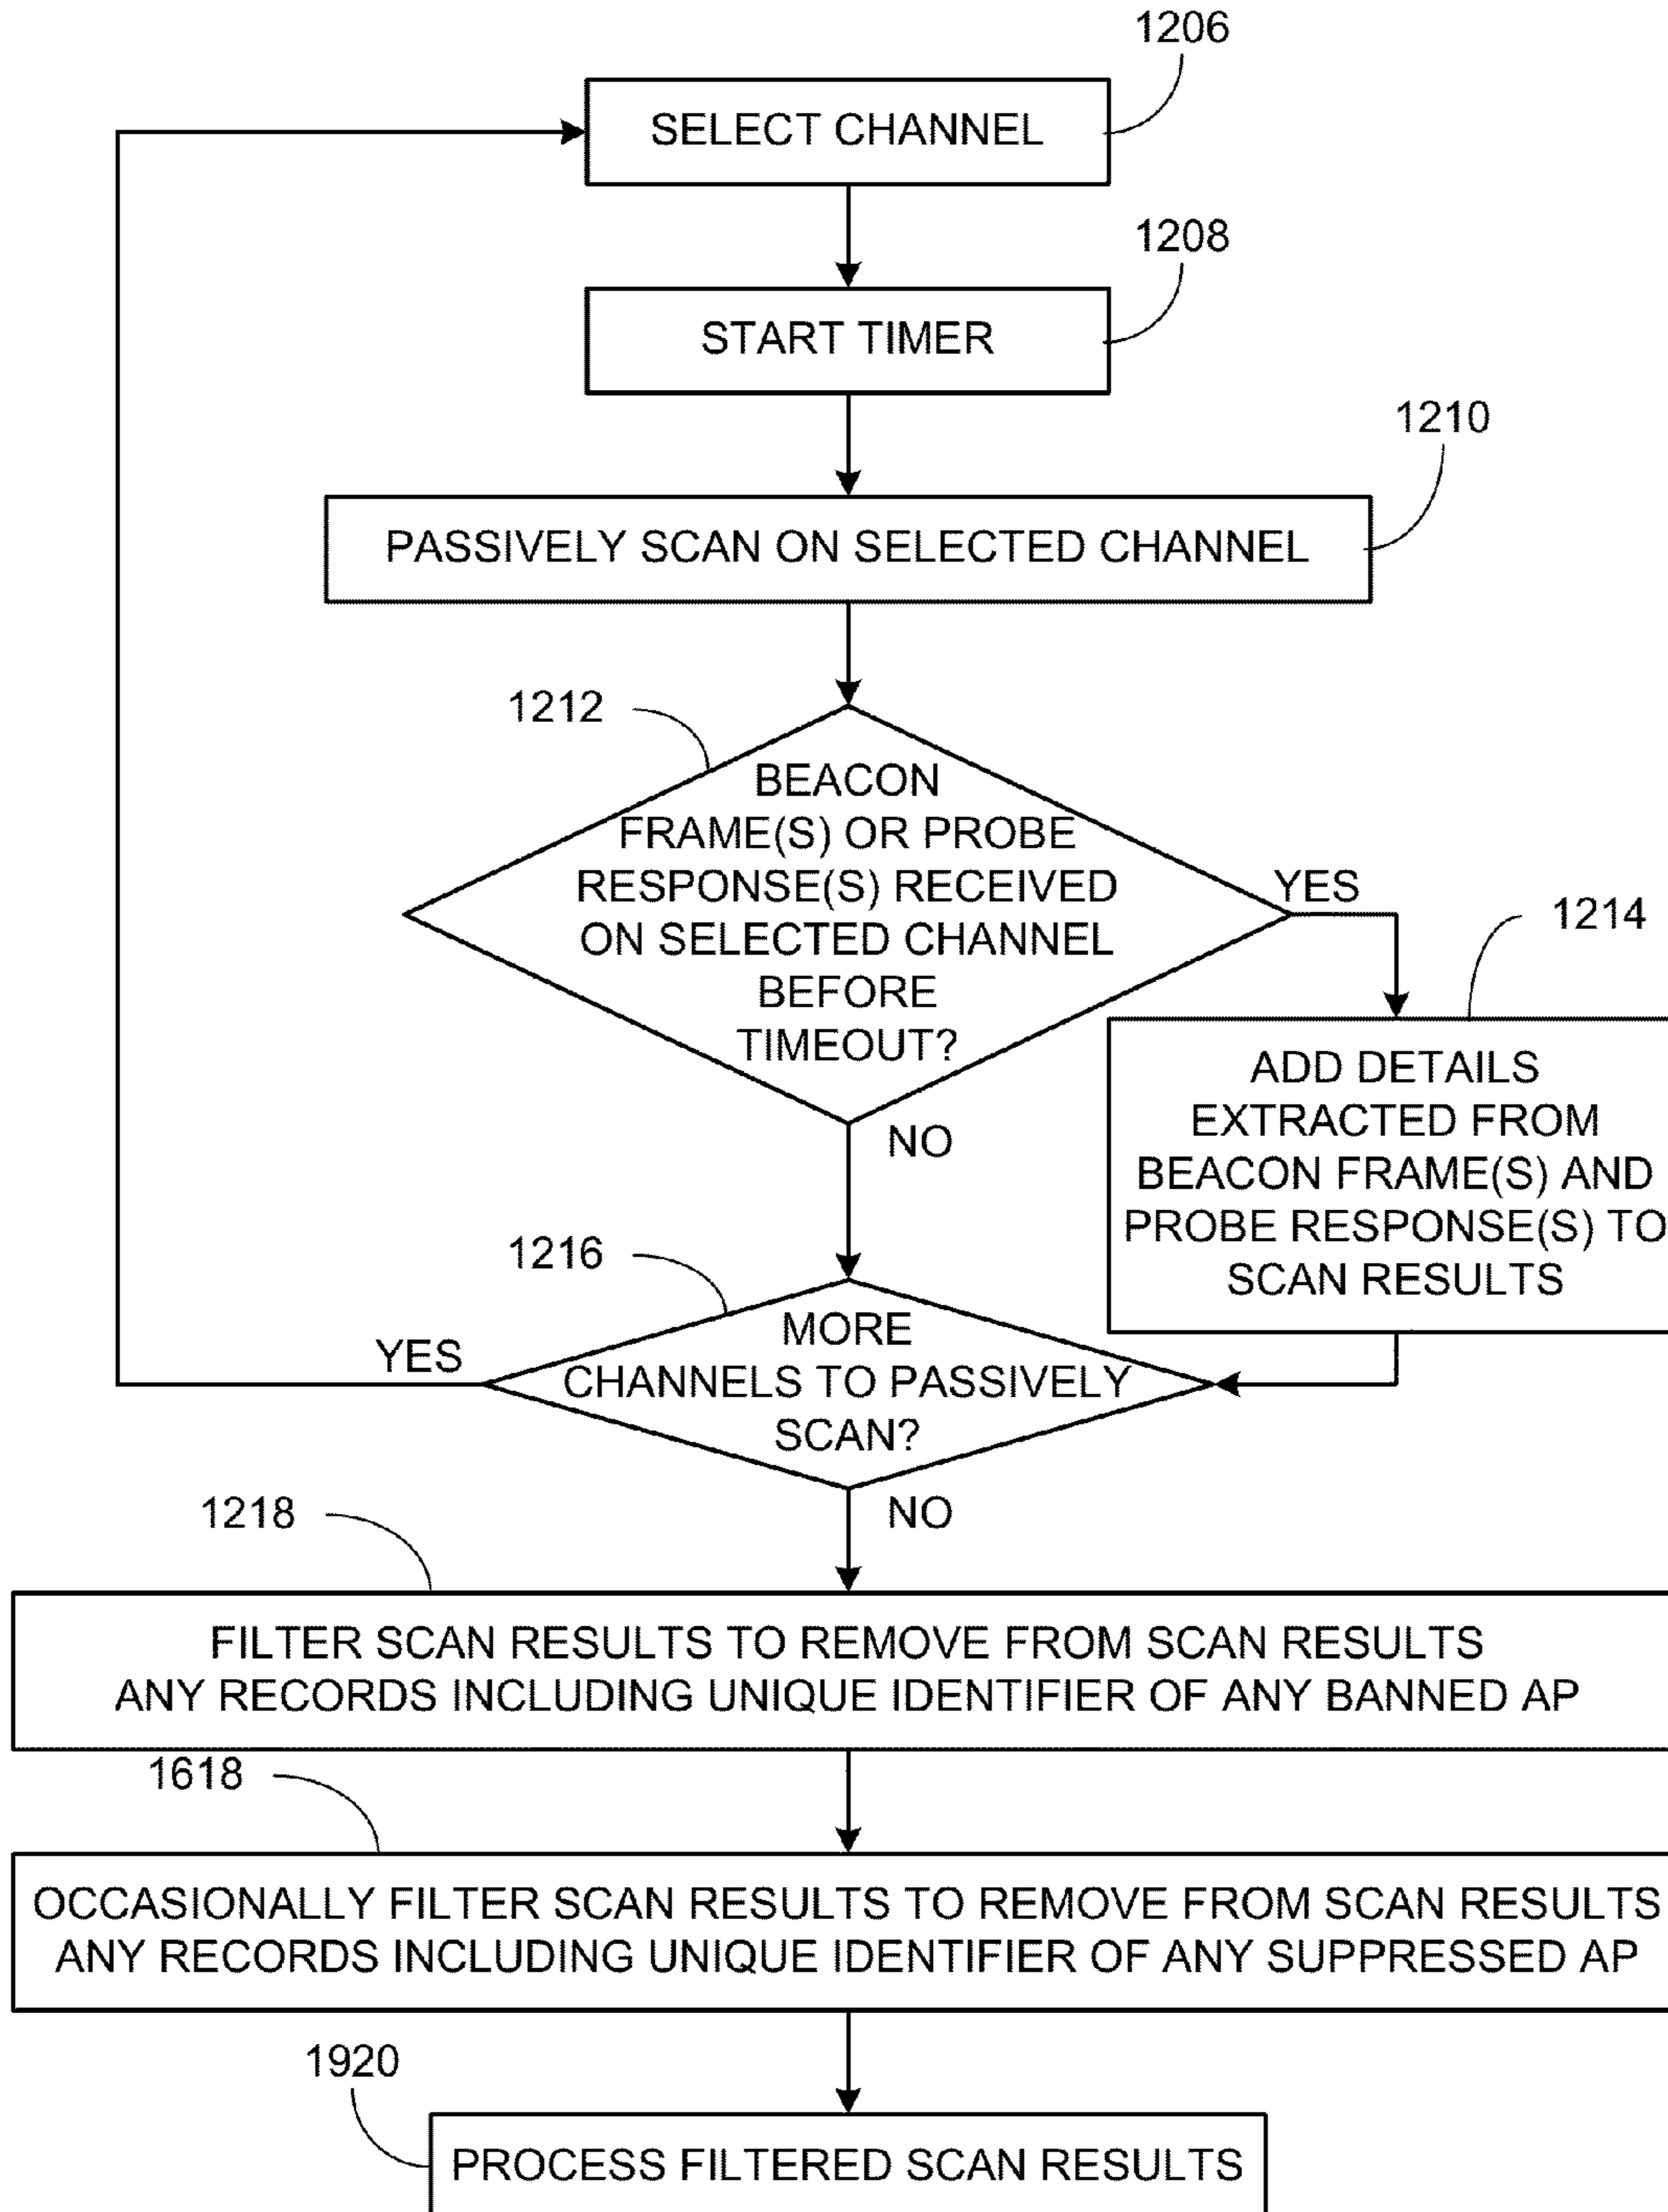 1206
SELECT CHANNEL
1208
START TIMER
1210
PASSIVELY SCAN ON SELECTED CHANNEL
1212
BEACON
FRAME(S) OR PROBE
RESPONSE(S) RECEIVED
ON SELECTED CHANNEL
BEFORE
TIMEOUT?
YES
1214
ADD DETAILS
EXTRACTED FROM
BEACON FRAME(S) AND
PROBE RESPONSE(S) TO
SCAN RESULTS
NO
1216
MORE
CHANNELS TO PASSIVELY
SCAN?
YES
NO
1218
FILTER SCAN RESULTS TO REMOVE FROM SCAN RESULTS
ANY RECORDS INCLUDING UNIQUE IDENTIFIER OF ANY BANNED AP
1618
OCCASIONALLY FILTER SCAN RESULTS TO REMOVE FROM SCAN RESULTS
ANY RECORDS INCLUDING UNIQUE IDENTIFIER OF ANY SUPPRESSED AP
1920
PROCESS FILTERED SCAN RESULTS